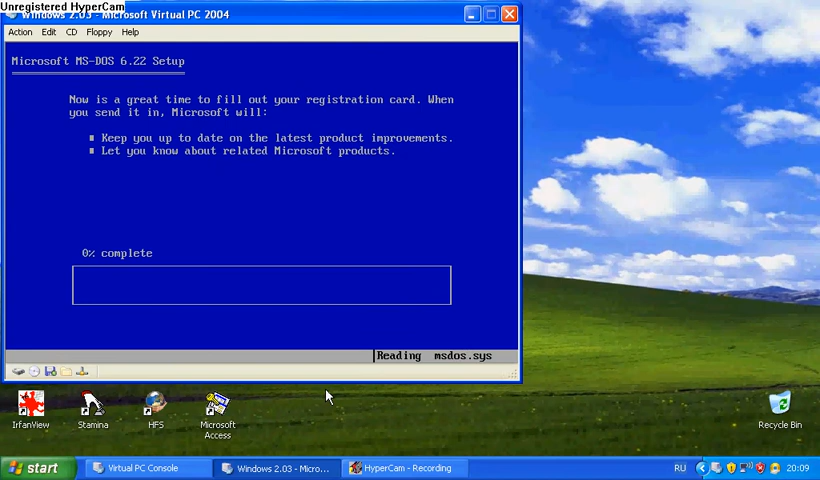 Unregistered HyperCam
Windows 2.03 - Microsoft Virtual PC 2004
Action Edit CD Floppy Help
Microsoft MS-DOS 6.22 Setup
Now is a great time to fill out your registration card. When
you send it in, Microsoft will:
Keep you up to date on the latest product improvements.
Let you know about related Microsoft products.
0% complete
Reading msdos.sys
IrfanView
Stamina
HFS
Microsoft
Access
Recycle Bin
start
Virtual PC Console
Windows 2.03 - Micro...
HyperCam - Recording
RU
20:09